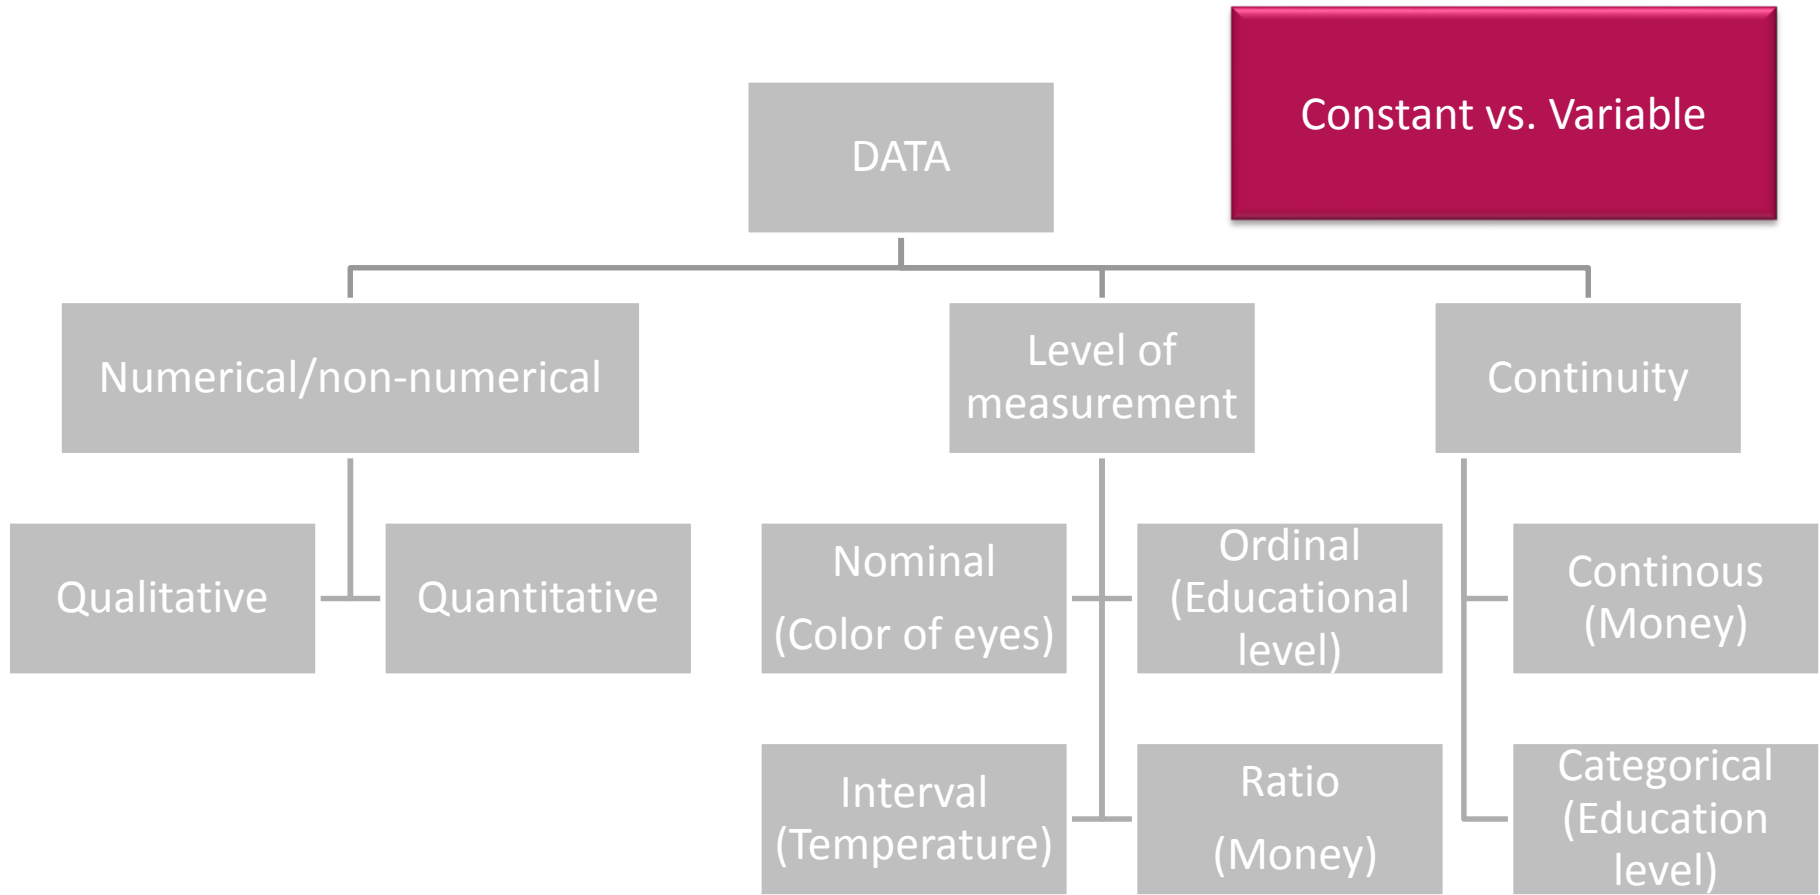 Constant vs. Variable
DATA
Numerical/non-numerical
Level of
measurement
Continuity
Qualitative
Quantitative
Nominal
(Color of eyes)
Ordinal
(Educational
level)
Continous
(Money)
Interval
(Temperature)
Ratio
(Money)
Categorical
(Education
level)